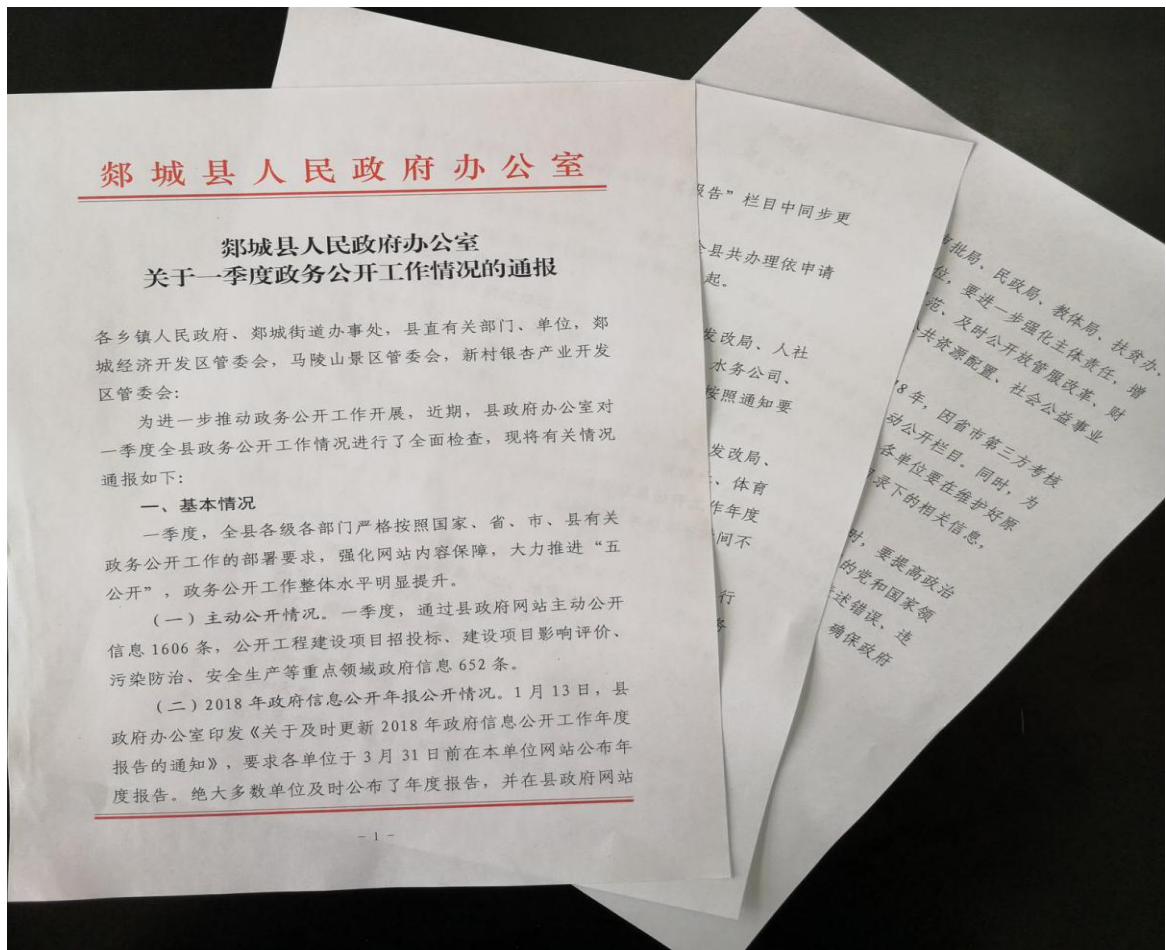 郯城县人民政府办公室
郯城县人民政府办公室
关于一季度政务公开工作情况的通报
各乡镇人民政府、郯城街道办事处，县直有关部门、单位，郯
城经济开发区管委会，马陵山景区管委会，新村银杏产业开发
区管委会：
为进一步推动政务公开工作开展，近期，县政府办公室对
一季度全县政务公开工作情况进行了全面检查，现将有关情况
通报如下：
一、基本情况
一季度，全县各级各部门严格按照国家、省、市、县有关
政务公开工作的部署要求，强化网站内容保障，大力推进“五
公开”，政务公开工作整体水平明显提升。
（一）主动公开情况。一季度，通过县政府网站主动公开
信息 1606 条，公开工程建设项目招投标、建设项目影响评价、
污染防治、安全生产等重点领域政府信息 652 条。
（二）2018 年政府信息公开年报公开情况。1 月 13 日，县
政府办公室印发《关于及时更新 2018 年政府信息公开工作年度
报告的通知》，要求各单位于 3 月 31 日前在本单位网站公布年
度报告。绝大多数单位及时公布了年度报告，并在县政府网站
- 1 -
报告”栏目中同步更
全县共办理依申请
起。
发改局、人社
水务公司、
按照通知要
发改局、
、体育
作年度
间不
行
务
审批局、民政局、教体局、扶贫办、
位，要进一步强化主体责任，增
范、及时公开放管服改革、财
公共资源配置、社会公益事业
18 年，因省市第三方考核
动公开栏目。同时，为
各单位要在维护好原
目录下的相关信息，
时，要提高政治
的党和国家领
表述错误、违
确保政府